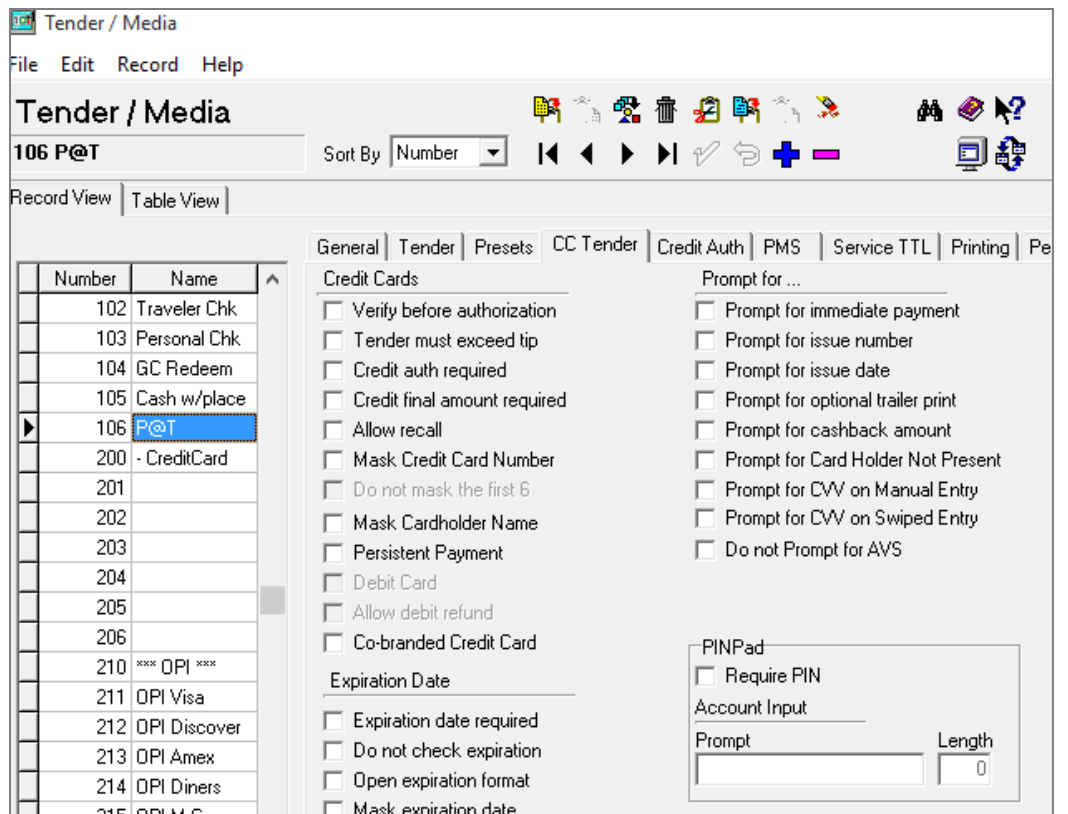 Tender / Media
File Edit Record Help
Tender / Media
106 P@T
Sort By Number
Record View Table View
General Tender Presets CC Tender Credit Auth PMS Service TTL Printing Pe
Number Name
102 Traveler Chk
103 Personal Chk
104 GC Redeem
105 Cash w/place
106 P@T
200 - CreditCard
201
202
203
204
205
206
210 *** OPI ***
211 OPI Visa
212 OPI Discover
213 OPI Amex
214 OPI Diners
215 OPI M C
Credit Cards
Verify before authorization
Tender must exceed tip
Credit auth required
Credit final amount required
Allow recall
Mask Credit Card Number
Do not mask the first 6
Mask Cardholder Name
Persistent Payment
Debit Card
Allow debit refund
Co-branded Credit Card
Expiration Date
Expiration date required
Do not check expiration
Open expiration format
Mask expiration date
Prompt for ...
Prompt for immediate payment
Prompt for issue number
Prompt for issue date
Prompt for optional trailer print
Prompt for cashback amount
Prompt for Card Holder Not Present
Prompt for CVV on Manual Entry
Prompt for CVV on Swiped Entry
Do not Prompt for AVS
PINPad
Require PIN
Account Input
Prompt Length
0